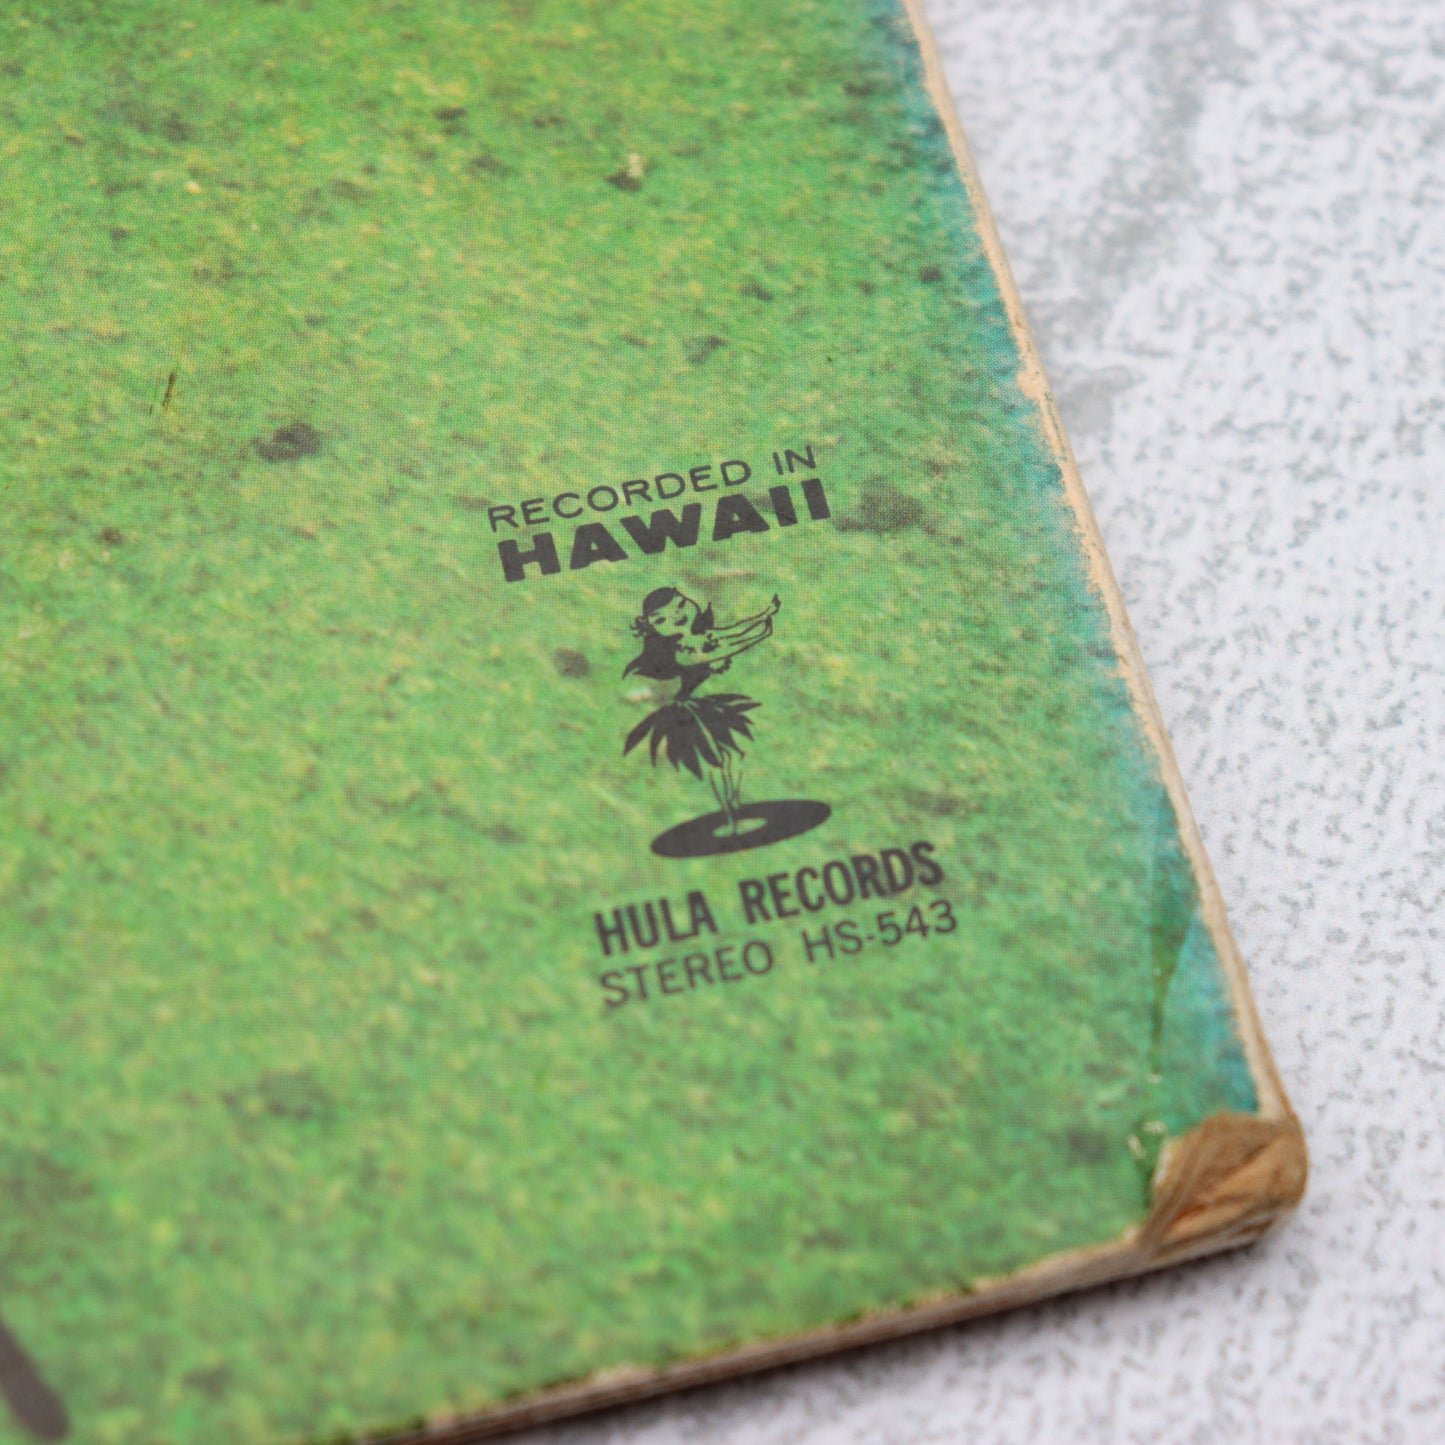 RECORDED IN
HAWAII
HULA RECORDS
STEREO HS-543